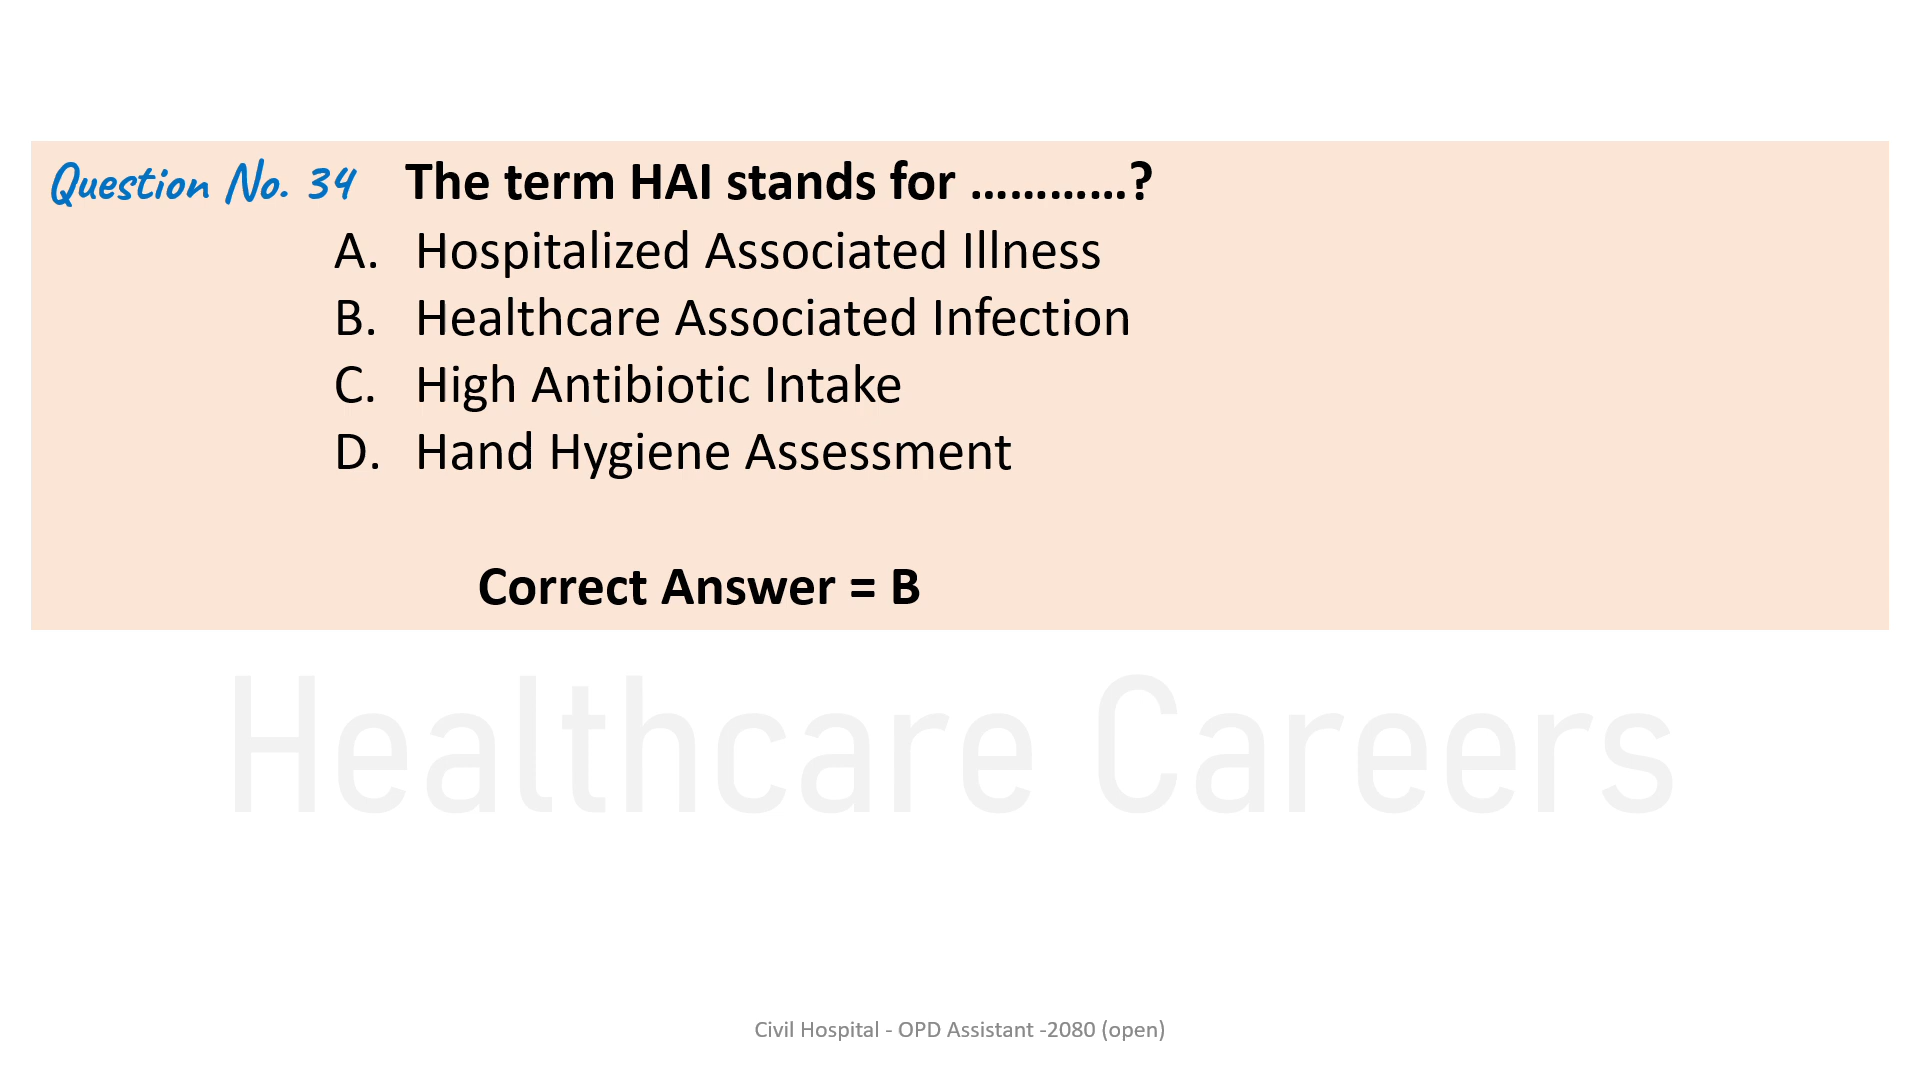 Question No. 34 The term HAI stands for …………?
A. Hospitalized Associated Illness
B. Healthcare Associated Infection
C. High Antibiotic Intake
D. Hand Hygiene Assessment
Correct Answer = B
Healthcare Careers
Civil Hospital - OPD Assistant -2080 (open)